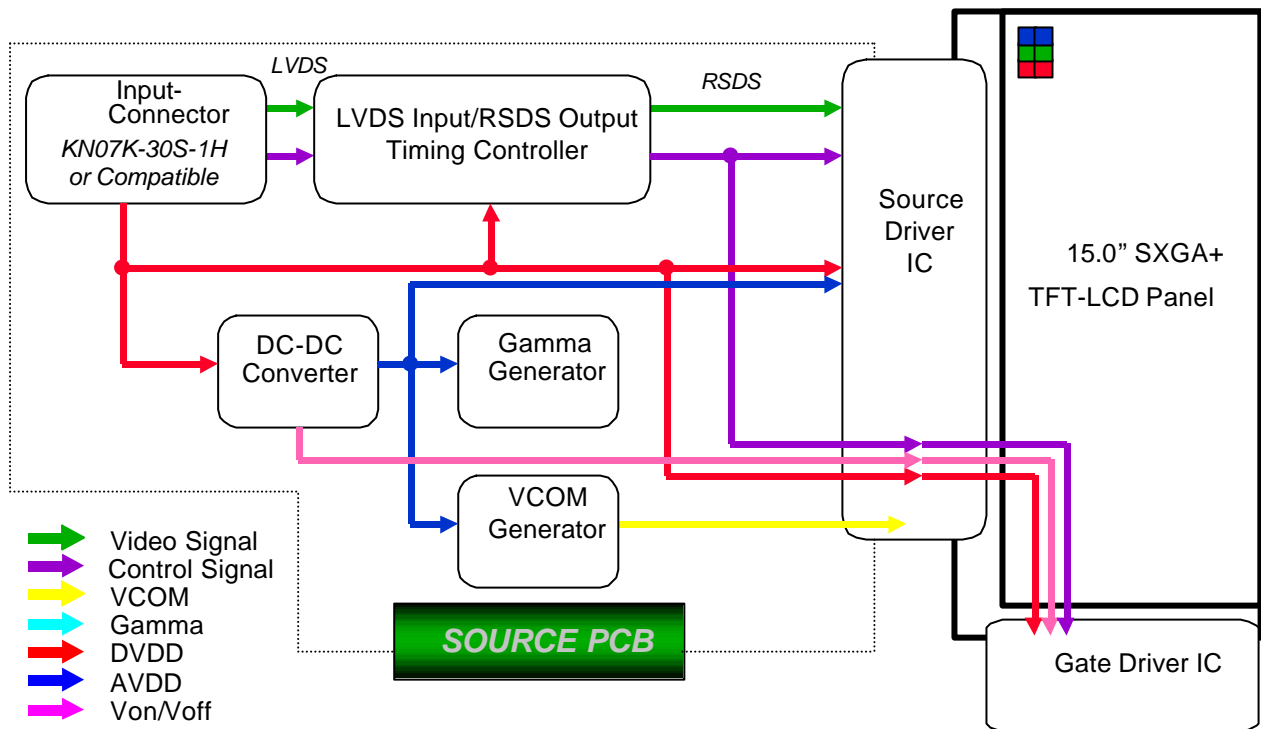 LVDS
RSDS
Input-
Connector
KN07K-30S-1H
or Compatible
LVDS Input/RSDS Output
Timing Controller
Source
Driver
IC
15.0” SXGA+
TFT-LCD Panel
DC-DC
Converter
Gamma
Generator
VCOM
Generator
Video Signal
Control Signal
VCOM
Gamma
DVDD
AVDD
Von/Voff
SOURCE PCB
Gate Driver IC